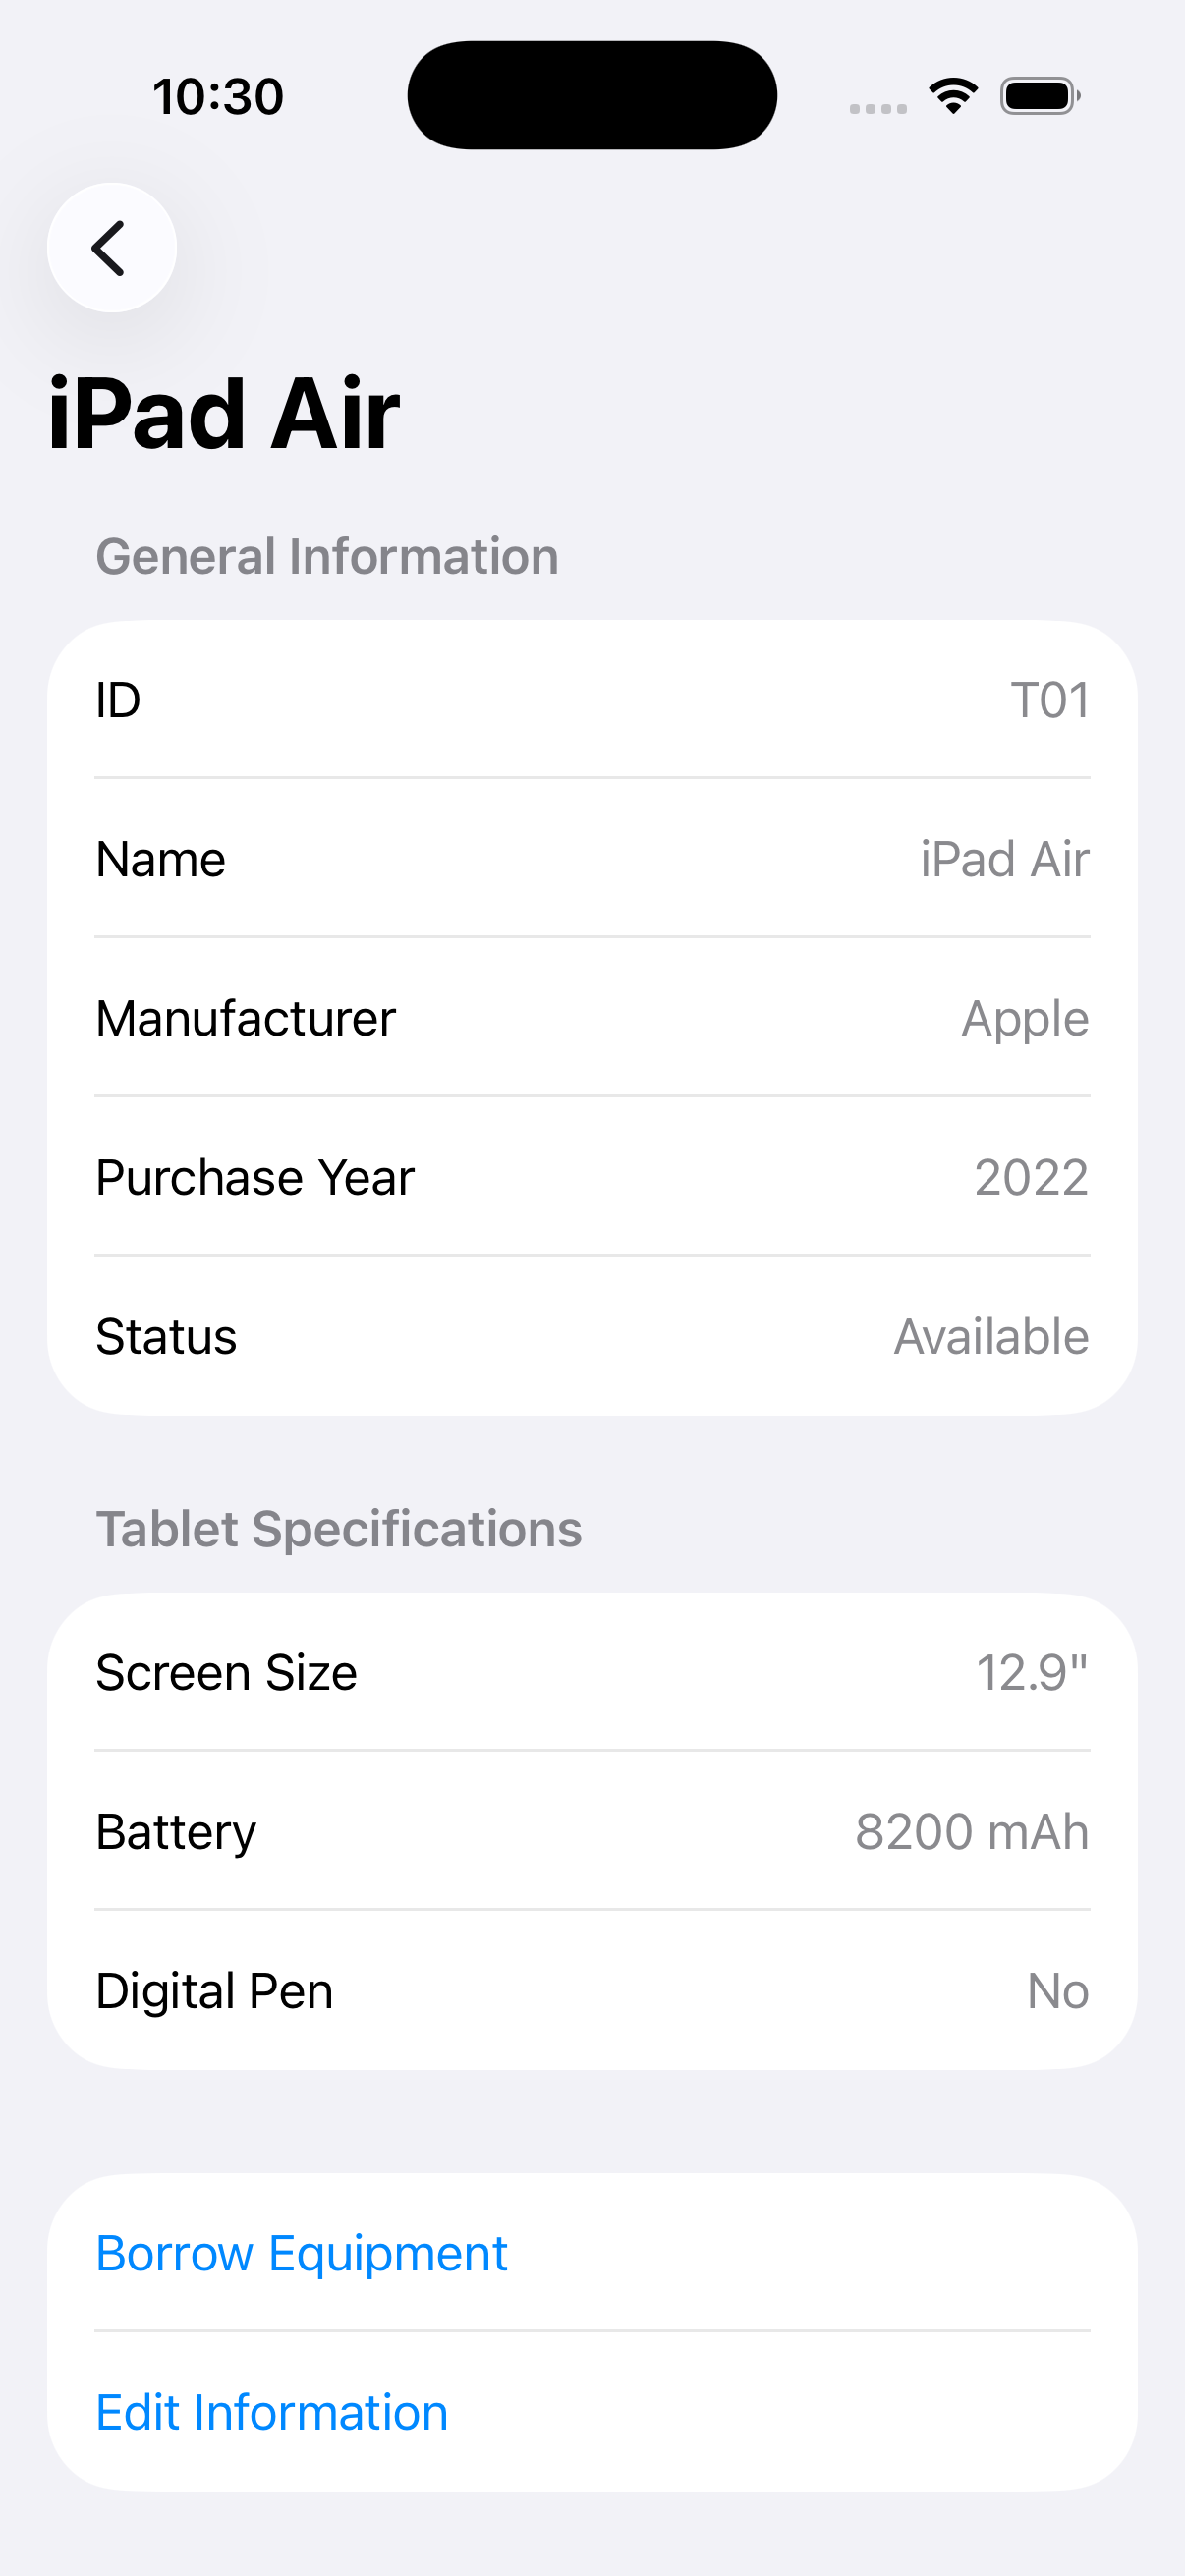 10:30
iPad Air
General Information
ID T01
Name iPad Air
Manufacturer Apple
Purchase Year 2022
Status Available
Tablet Specifications
Screen Size 12.9"
Battery 8200 mAh
Digital Pen No
Borrow Equipment
Edit Information